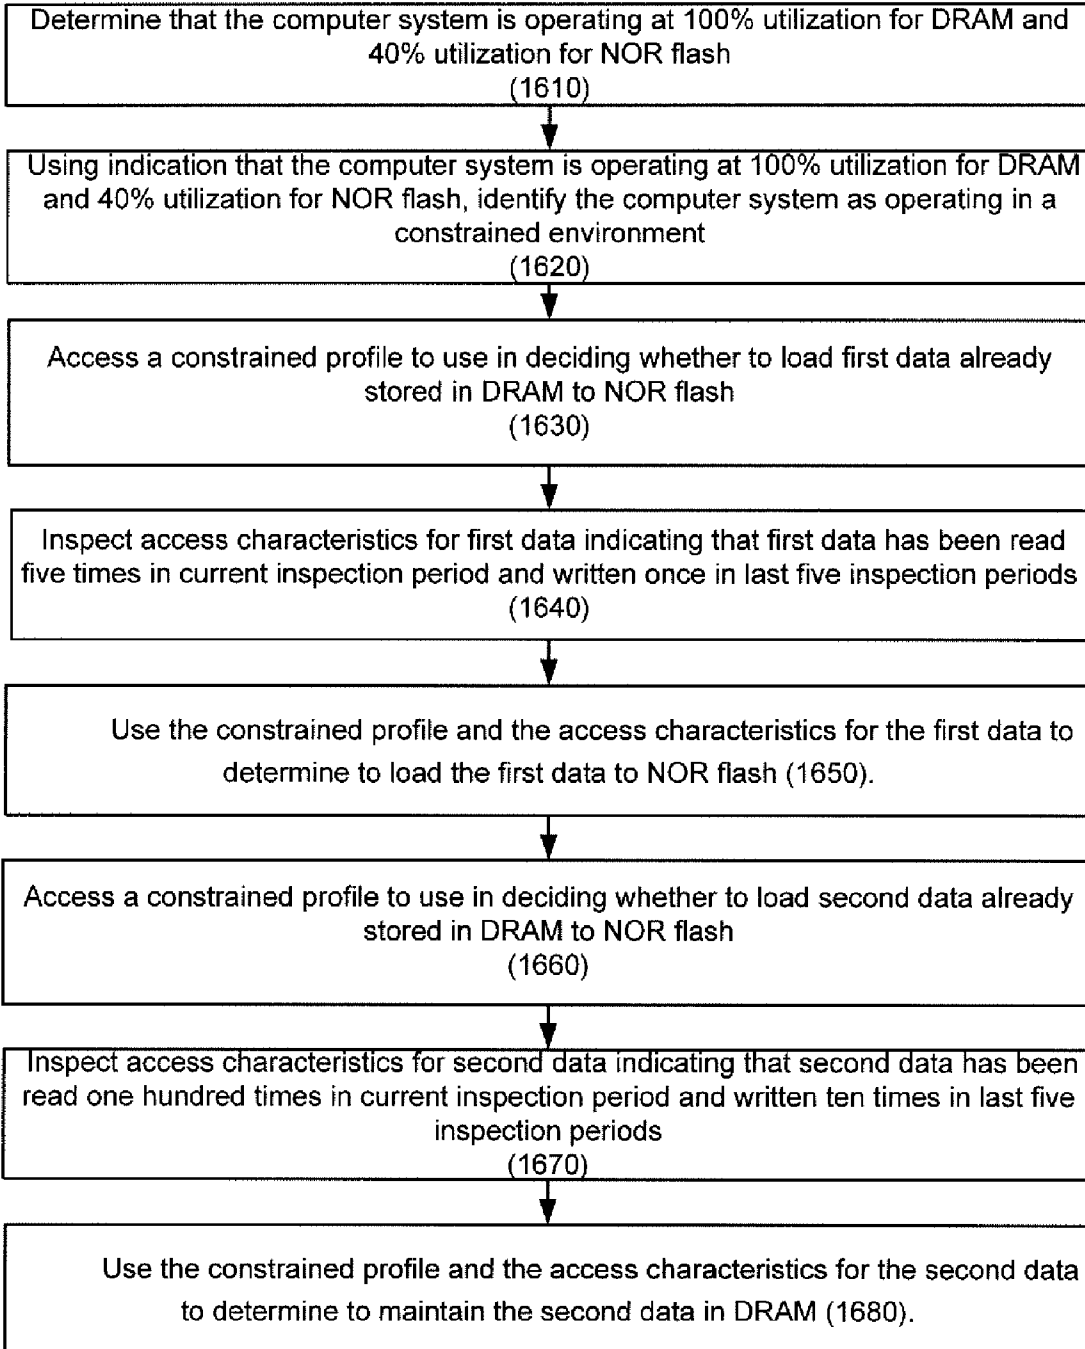 Determine that the computer system is operating at 100% utilization for DRAM and
40% utilization for NOR flash
(1610)
Using indication that the computer system is operating at 100% utilization for DRAM
and 40% utilization for NOR flash, identify the computer system as operating in a
constrained environment
(1620)
Access a constrained profile to use in deciding whether to load first data already
stored in DRAM to NOR flash
(1630)
Inspect access characteristics for first data indicating that first data has been read
five times in current inspection period and written once in last five inspection periods
(1640)
Use the constrained profile and the access characteristics for the first data to
determine to load the first data to NOR flash (1650).
Access a constrained profile to use in deciding whether to load second data already
stored in DRAM to NOR flash
(1660)
Inspect access characteristics for second data indicating that second data has been
read one hundred times in current inspection period and written ten times in last five
inspection periods
(1670)
Use the constrained profile and the access characteristics for the second data
to determine to maintain the second data in DRAM (1680).